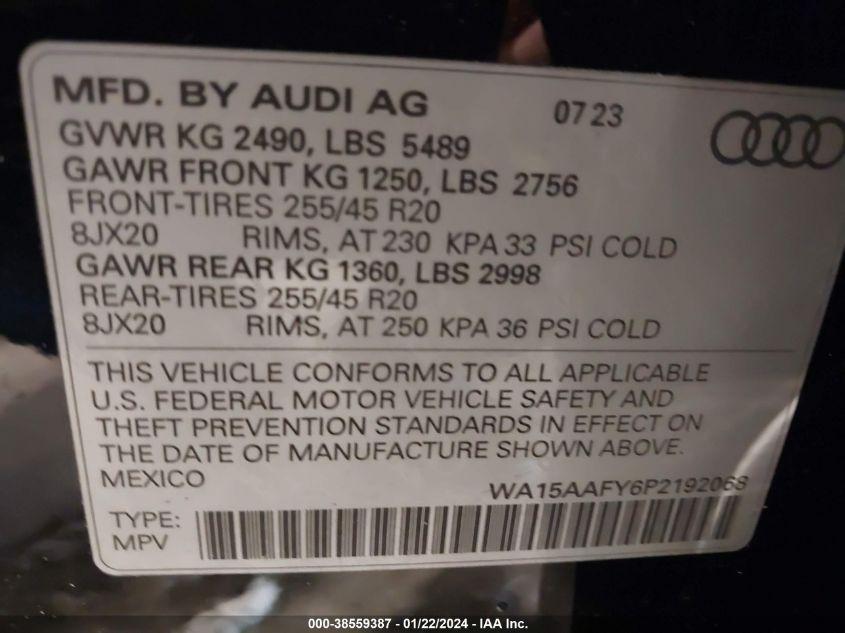 MFD. BY AUDI AG 07 23
GVWR KG 2490, LBS 5489
GAWR FRONT KG 1250, LBS 2756
FRONT-TIRES 255/45 R20
8JX20 RIMS, AT 230 KPA 33 PSI COLD
GAWR REAR KG 1360, LBS 2998
REAR-TIRES 255/45 R20
8JX20 RIMS, AT 250 KPA 36 PSI COLD
THIS VEHICLE CONFORMS TO ALL APPLICABLE
U.S. FEDERAL MOTOR VEHICLE SAFETY AND
THEFT PREVENTION STANDARDS IN EFFECT ON
THE DATE OF MANUFACTURE SHOWN ABOVE.
MEXICO
WA15AAFY6P2192068
TYPE:
MPV
000-38559387 - 01/22/2024 - IAA Inc.